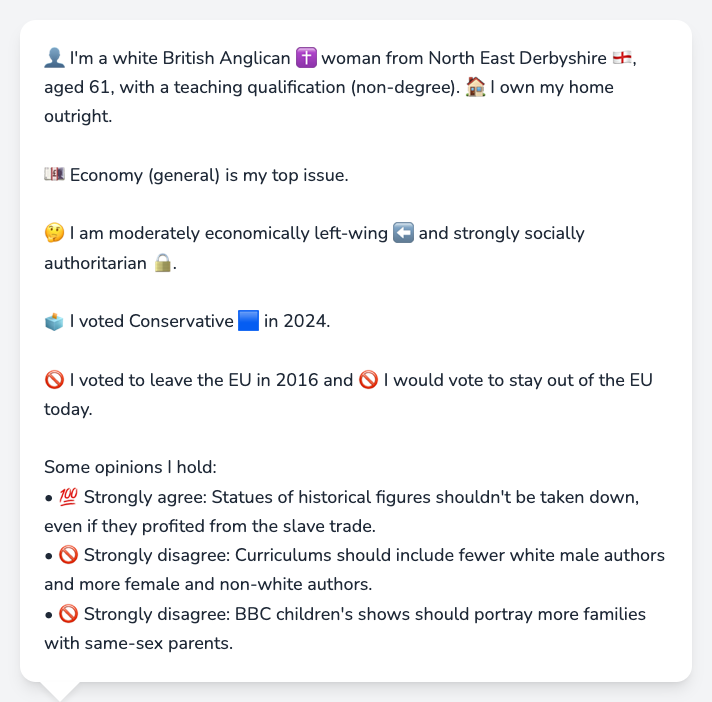 👤 I'm a white British Anglican ✝️ woman from North East Derbyshire 🏴󠁧󠁢󠁥󠁮󠁧󠁿,
aged 61, with a teaching qualification (non-degree). 🏠 I own my home
outright.
💷 Economy (general) is my top issue.
🤔 I am moderately economically left-wing ⬅️ and strongly socially
authoritarian 🔒.
🗳️ I voted Conservative 🟦 in 2024.
🚫 I voted to leave the EU in 2016 and 🚫 I would vote to stay out of the EU
today.
Some opinions I hold:
• 💯 Strongly agree: Statues of historical figures shouldn't be taken down,
even if they profited from the slave trade.
• 🚫 Strongly disagree: Curriculums should include fewer white male authors
and more female and non-white authors.
• 🚫 Strongly disagree: BBC children's shows should portray more families
with same-sex parents.